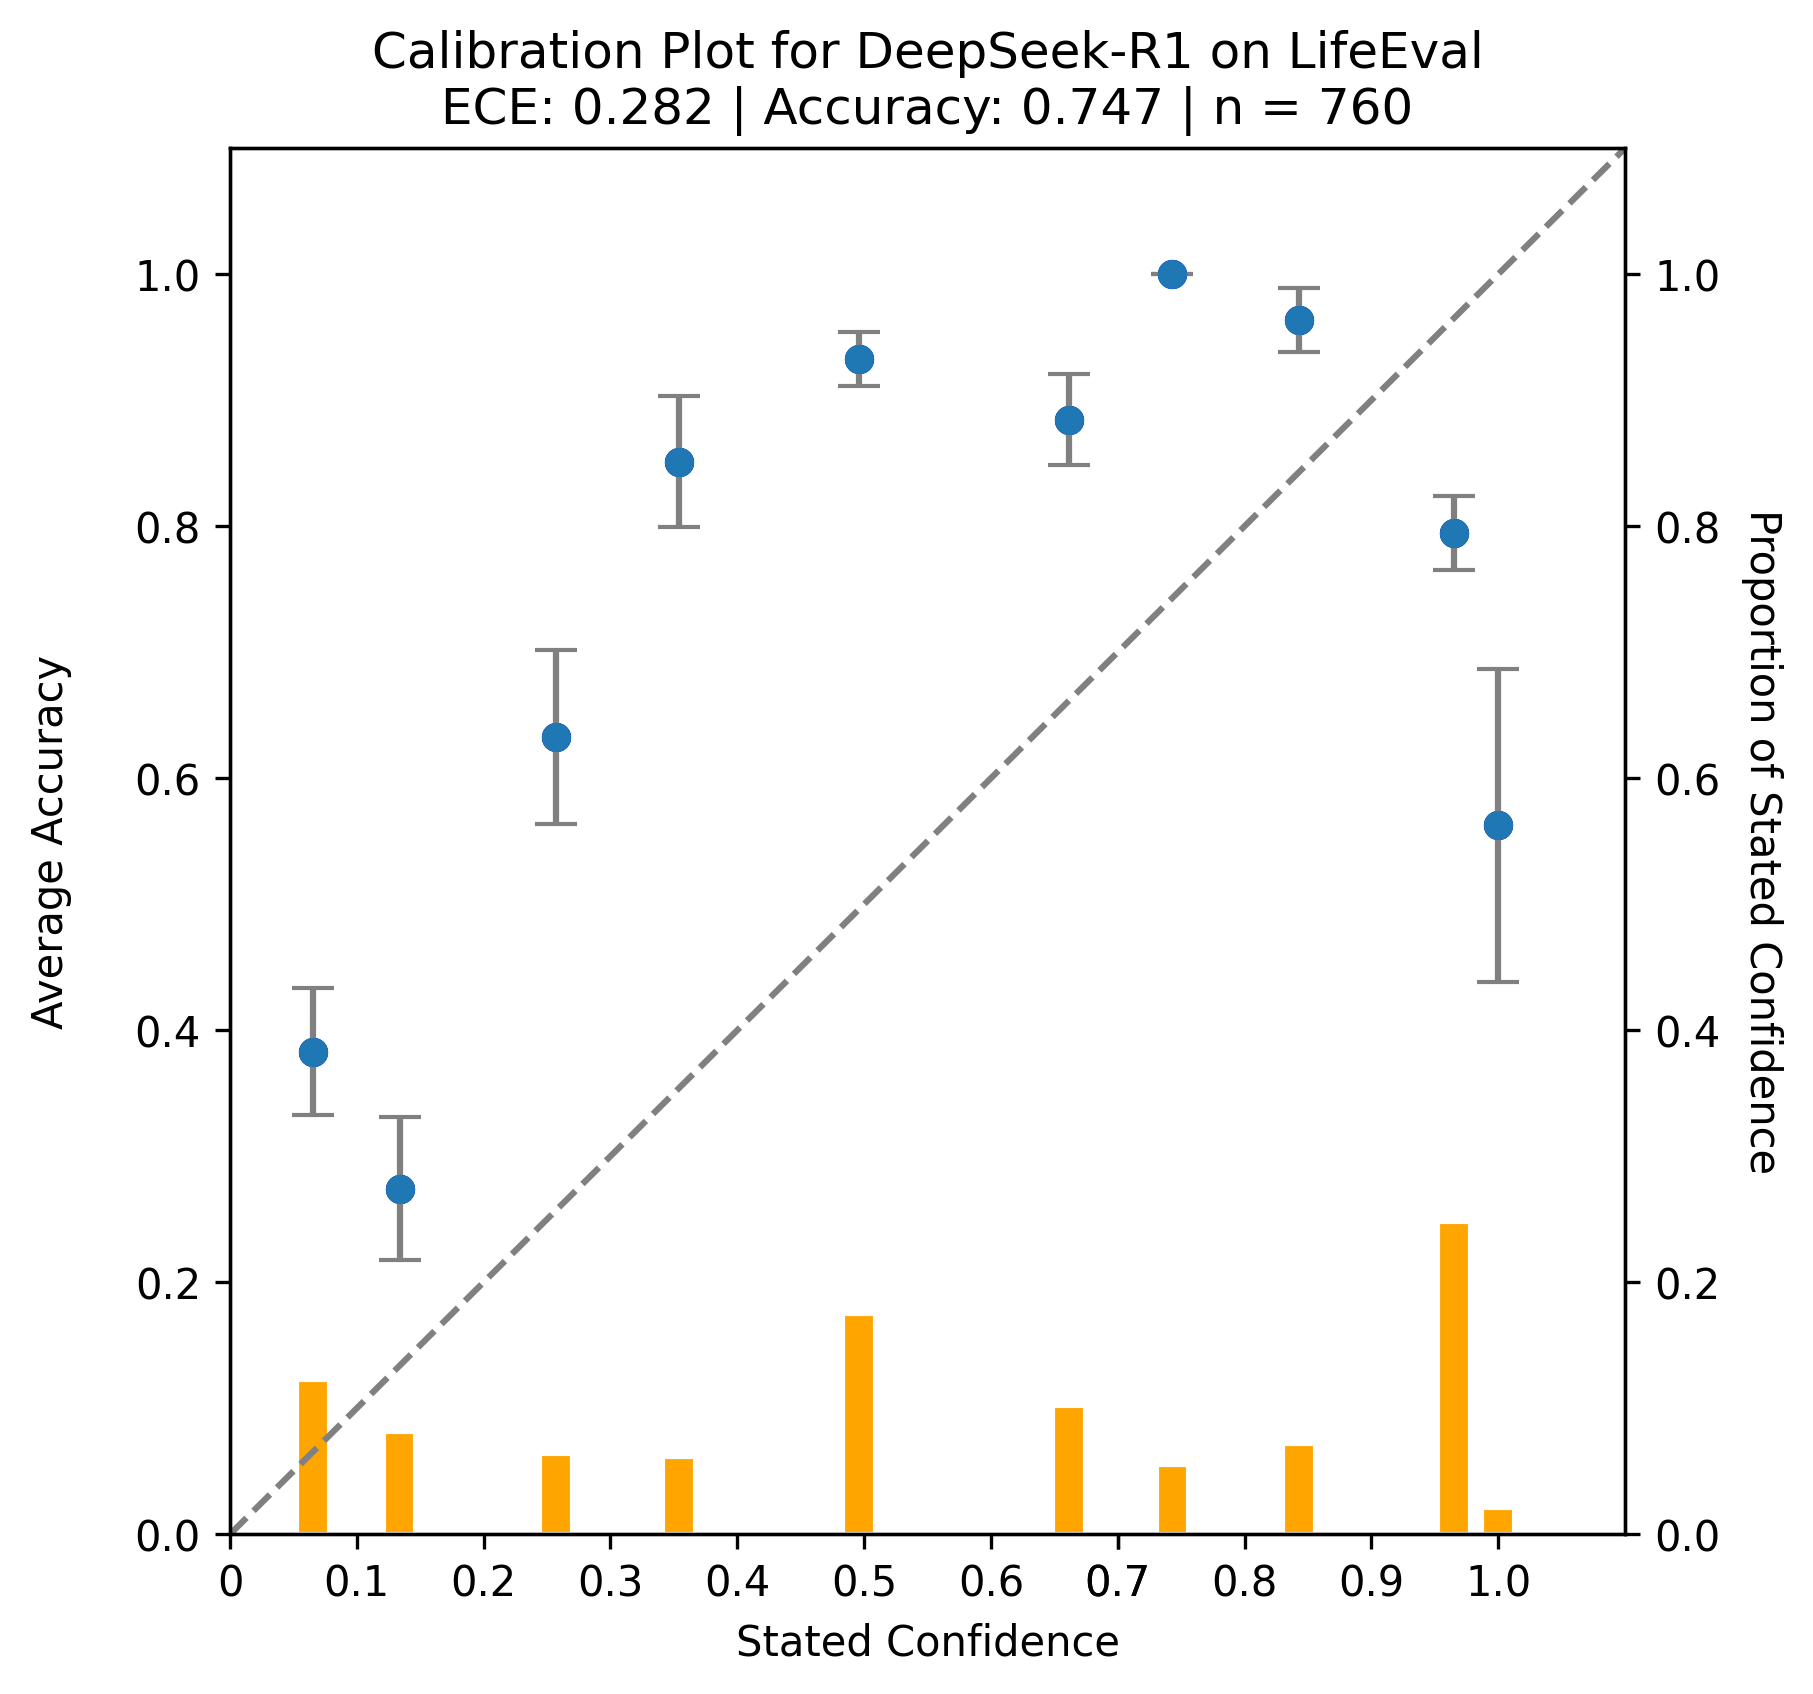 Calibration Plot for DeepSeek-R1 on LifeEval
ECE: 0.282 | Accuracy: 0.747 | n = 760
Average Accuracy
1.0
0.8
0.6
0.4
0.2
0.0
1.0
0.8
0.6
0.4
0.2
0.0
Proportion of Stated Confidence
0 0.1 0.2 0.3 0.4 0.5 0.6 0.7 0.8 0.9 1.0
Stated Confidence